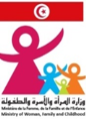 وزارة المرأة والأسرة والطفولة
Ministère de la Femme, de la Famille et de l'Enfance
Ministry of Women, Family and Childhood